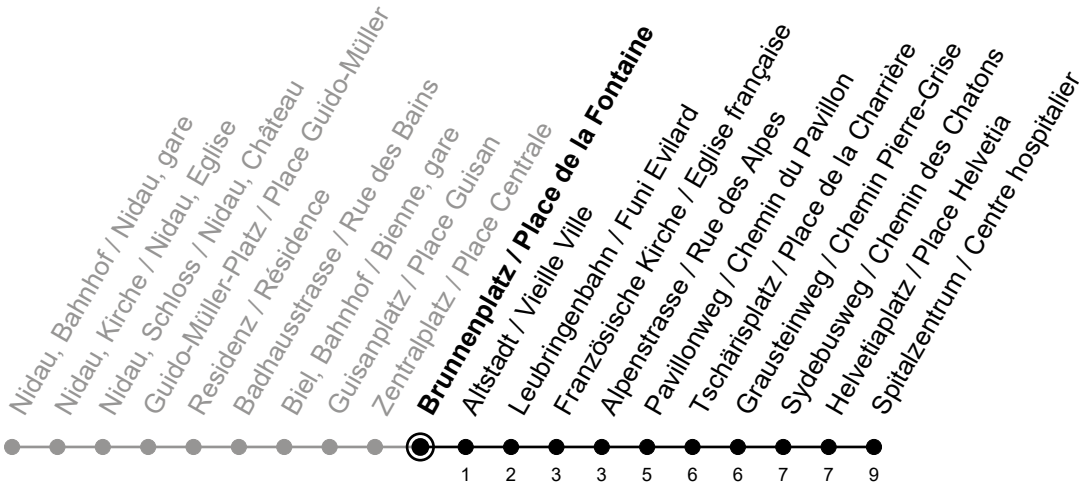 Nidau, Bahnhof / Nidau, gare
Nidau, Kirche / Nidau, Eglise
Nidau, Schloss / Nidau, Château
Guido-Müller-Platz / Place Guido-Müller
Residenz / Résidence
Badhausstrasse / Rue des Bains
Biel, Bahnhof / Bienne, gare
Guisanplatz / Place Guisan
Zentralplatz / Place Centrale
Brunnenplatz / Place de la Fontaine
Altstadt / Vieille Ville
Leubringenbahn / Funi Evilard
Französische Kirche / Eglise française
Alpenstrasse / Rue des Alpes
Pavillonweg / Chemin du Pavillon
Tschärisplatz / Place de la Charrière
Grausteinweg / Chemin Pierre-Grise
Sydebusweg / Chemin des Chatons
Helvetiaplatz / Place Helvetia
Spitalzentrum / Centre hospitalier
1 2 3 3 5 6 6 7 7 9